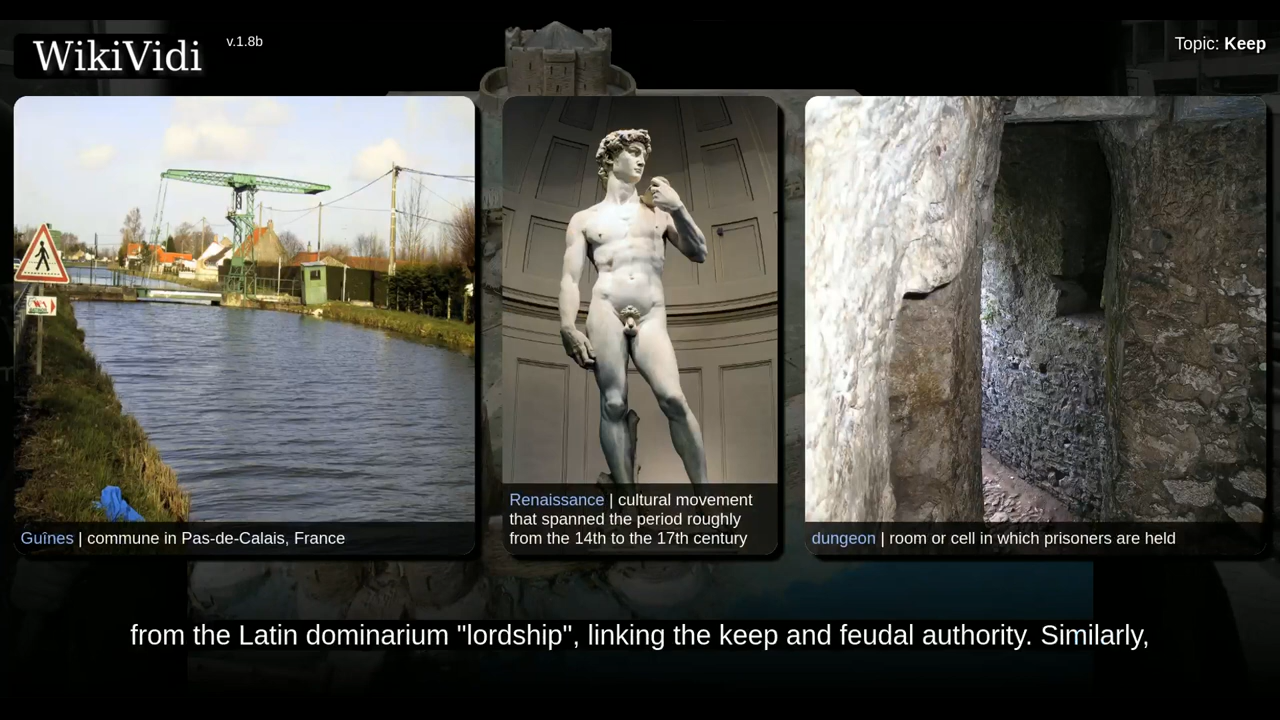 WikiVidi
v.1.8b
Topic: Keep
Guînes | commune in Pas-de-Calais, France
Renaissance | cultural movement
that spanned the period roughly
from the 14th to the 17th century
dungeon | room or cell in which prisoners are held
from the Latin dominarium "lordship", linking the keep and feudal authority. Similarly,